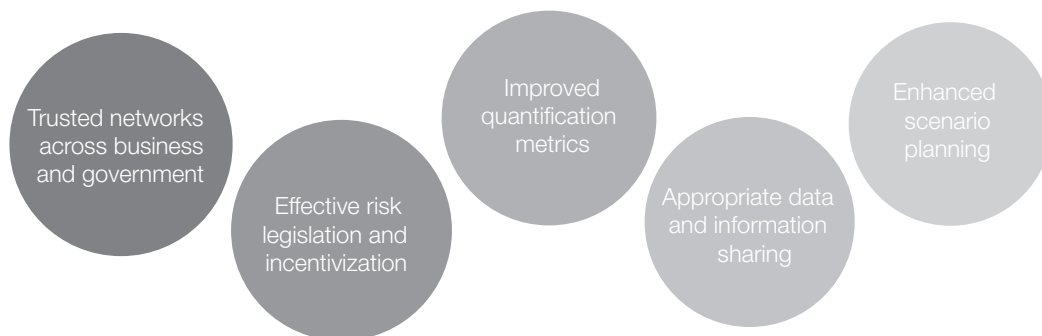 Trusted networks
across business
and government
Effective risk
legislation and
incentivization
Improved
quantification
metrics
Appropriate data
and information
sharing
Enhanced
scenario
planning